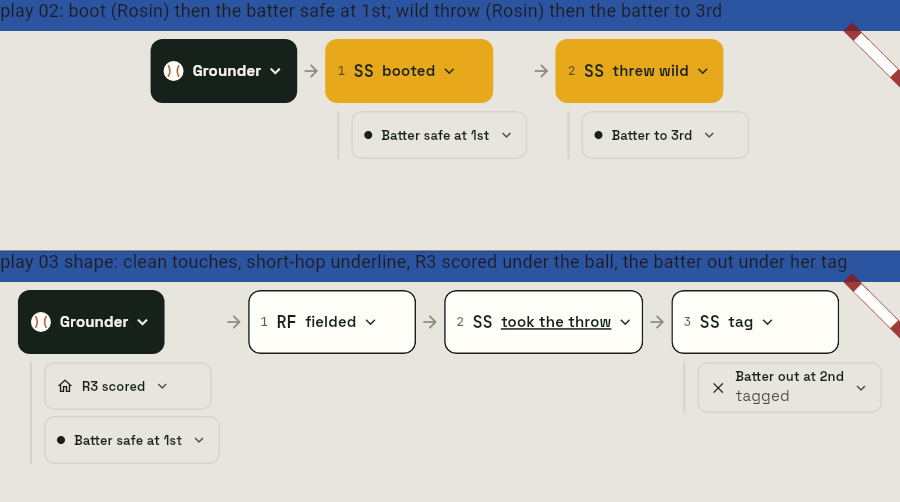 play 02: boot (Rosin) then the batter safe at 1st; wild throw (Rosin) then the batter to 3rd
Grounder
1 SS booted
2 SS threw wild
Batter safe at 1st
Batter to 3rd
play 03 shape: clean touches, short-hop underline, R3 scored under the ball, the batter out under her tag
Grounder
1 RF fielded
2 SS took the throw
3 SS tag
R3 scored
Batter safe at 1st
Batter out at 2nd
tagged